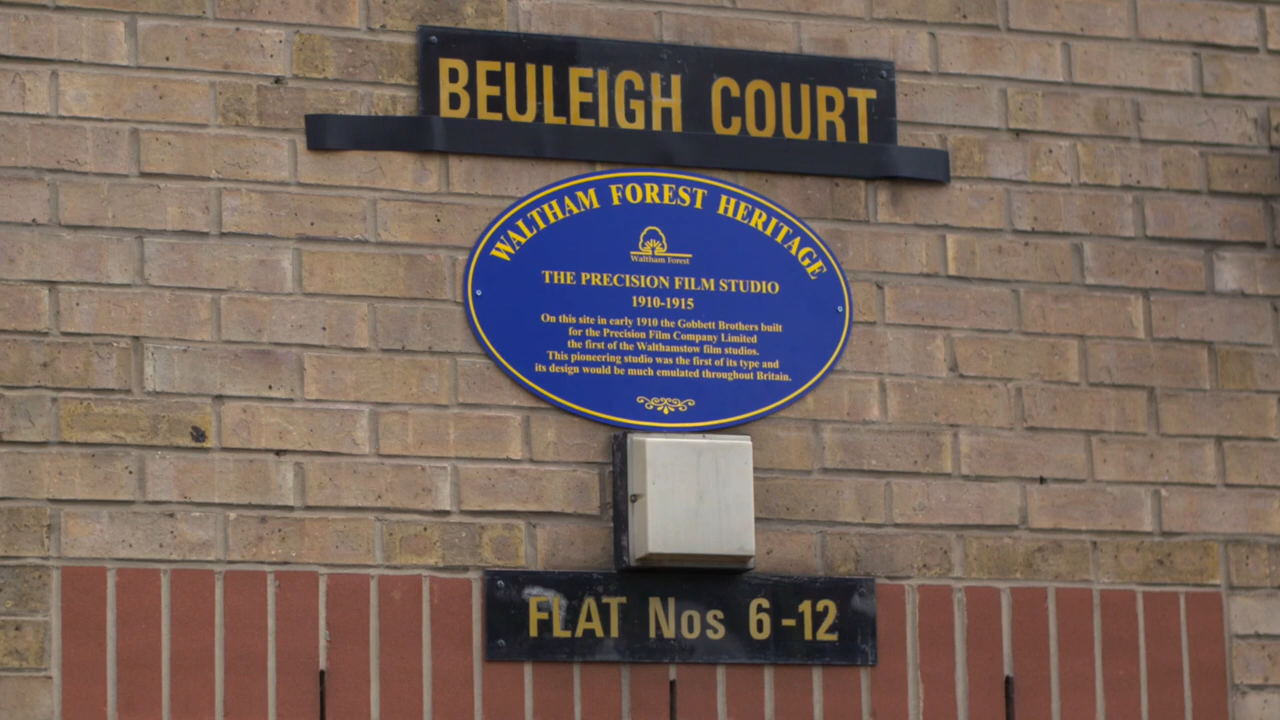 BEULEIGH COURT
WALTHAM FOREST HERITAGE
Waltham Forest
THE PRECISION FILM STUDIO
1910-1915
On this site in early 1910 the Gobbett Brothers built
for the Precision Film Company Limited
the first of the Walthamstow film studios.
This pioneering studio was the first of its type and
its design would be much emulated throughout Britain.
FLAT Nos 6-12